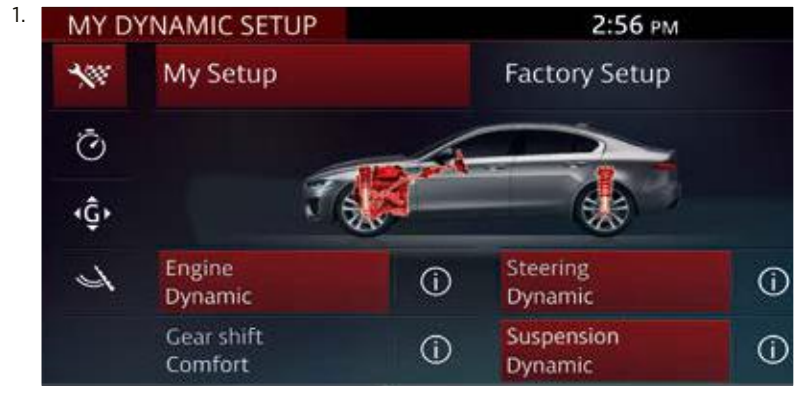 1.
MY DYNAMIC SETUP 2:56 PM
My Setup Factory Setup
G
Engine
Dynamic
Steering
Dynamic
Gear shift
Comfort
Suspension
Dynamic